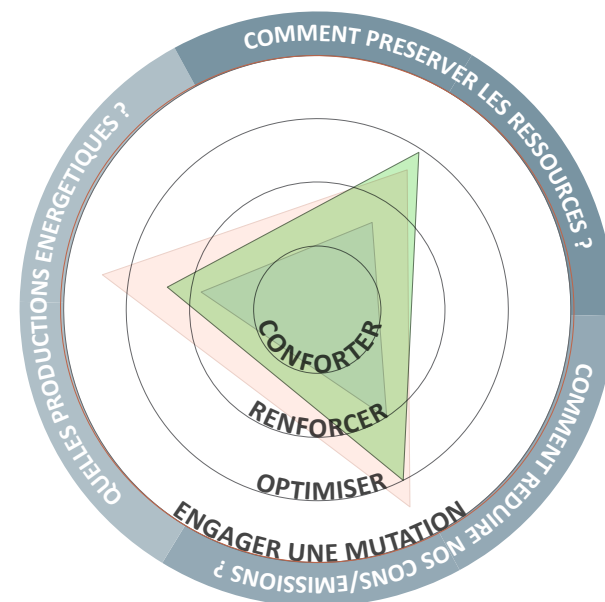 COMMENT PRESERVER LES RESSOURCES ?
COMMENT REDUIRE NOS CONS/EMISSIONS ?
QUELLES PRODUCTIONS ENERGETIQUES ?
CONFORTER
RENFORCER
OPTIMISER
ENGAGER UNE MUTATION